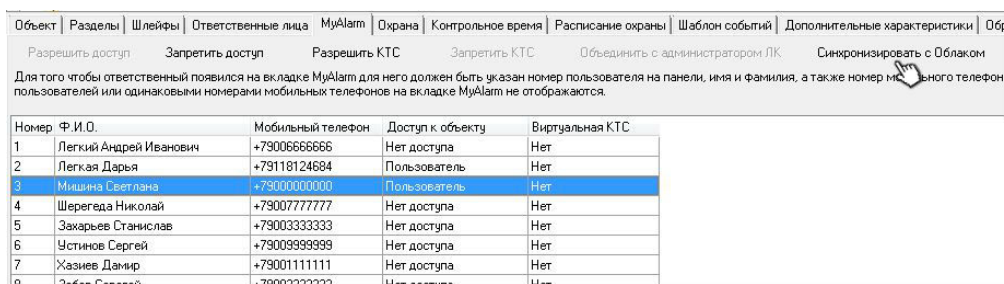 Объект Разделы Шлейфы Ответственные лица MyAlarm Охрана Контрольное время Расписание охраны Шаблон событий Дополнительные характеристики
Разрешить доступ Запретить доступ Разрешить КТС Запретить КТС Объединить с администратором ЛК Синхронизировать с Облаком
Для того чтобы ответственный появился на вкладке MyAlarm для него должен быть указан номер пользователя на панели, имя и фамилия, а также номер
пользователей или одинаковыми номерами мобильных телефонов на вкладке MyAlarm не отображаются.
Номер Ф.И.О. Мобильный телефон Доступ к объекту Виртуальная КТС
1 Легкий Андрей Иванович +79006666666 Нет доступа Нет
2 Легкая Дарья +79118124684 Пользователь Нет
3 Мишина Светлана +79000000000 Пользователь Нет
4 Шерегеда Николай +79007777777 Нет доступа Нет
5 Захарьев Станислав +79003333333 Нет доступа Нет
6 Устинов Сергей +79009999999 Нет доступа Нет
7 Хазиев Дамир +79001111111 Нет доступа Нет